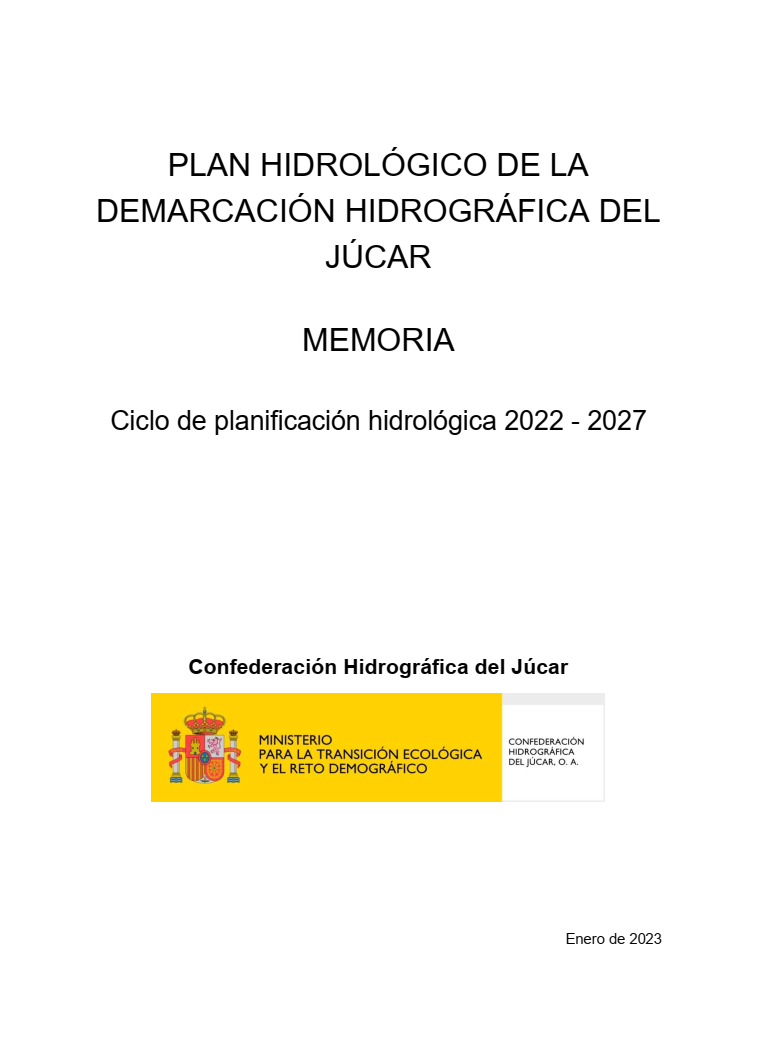 PLAN HIDROLÓGICO DE LA
DEMARCACIÓN HIDROGRÁFICA DEL
JÚCAR
MEMORIA
Ciclo de planificación hidrológica 2022 - 2027
Confederación Hidrográfica del Júcar
MINISTERIO
PARA LA TRANSICIÓN ECOLÓGICA
Y EL RETO DEMOGRÁFICO
CONFEDERACIÓN
HIDROGRÁFICA
DEL JÚCAR, O. A.
Enero de 2023